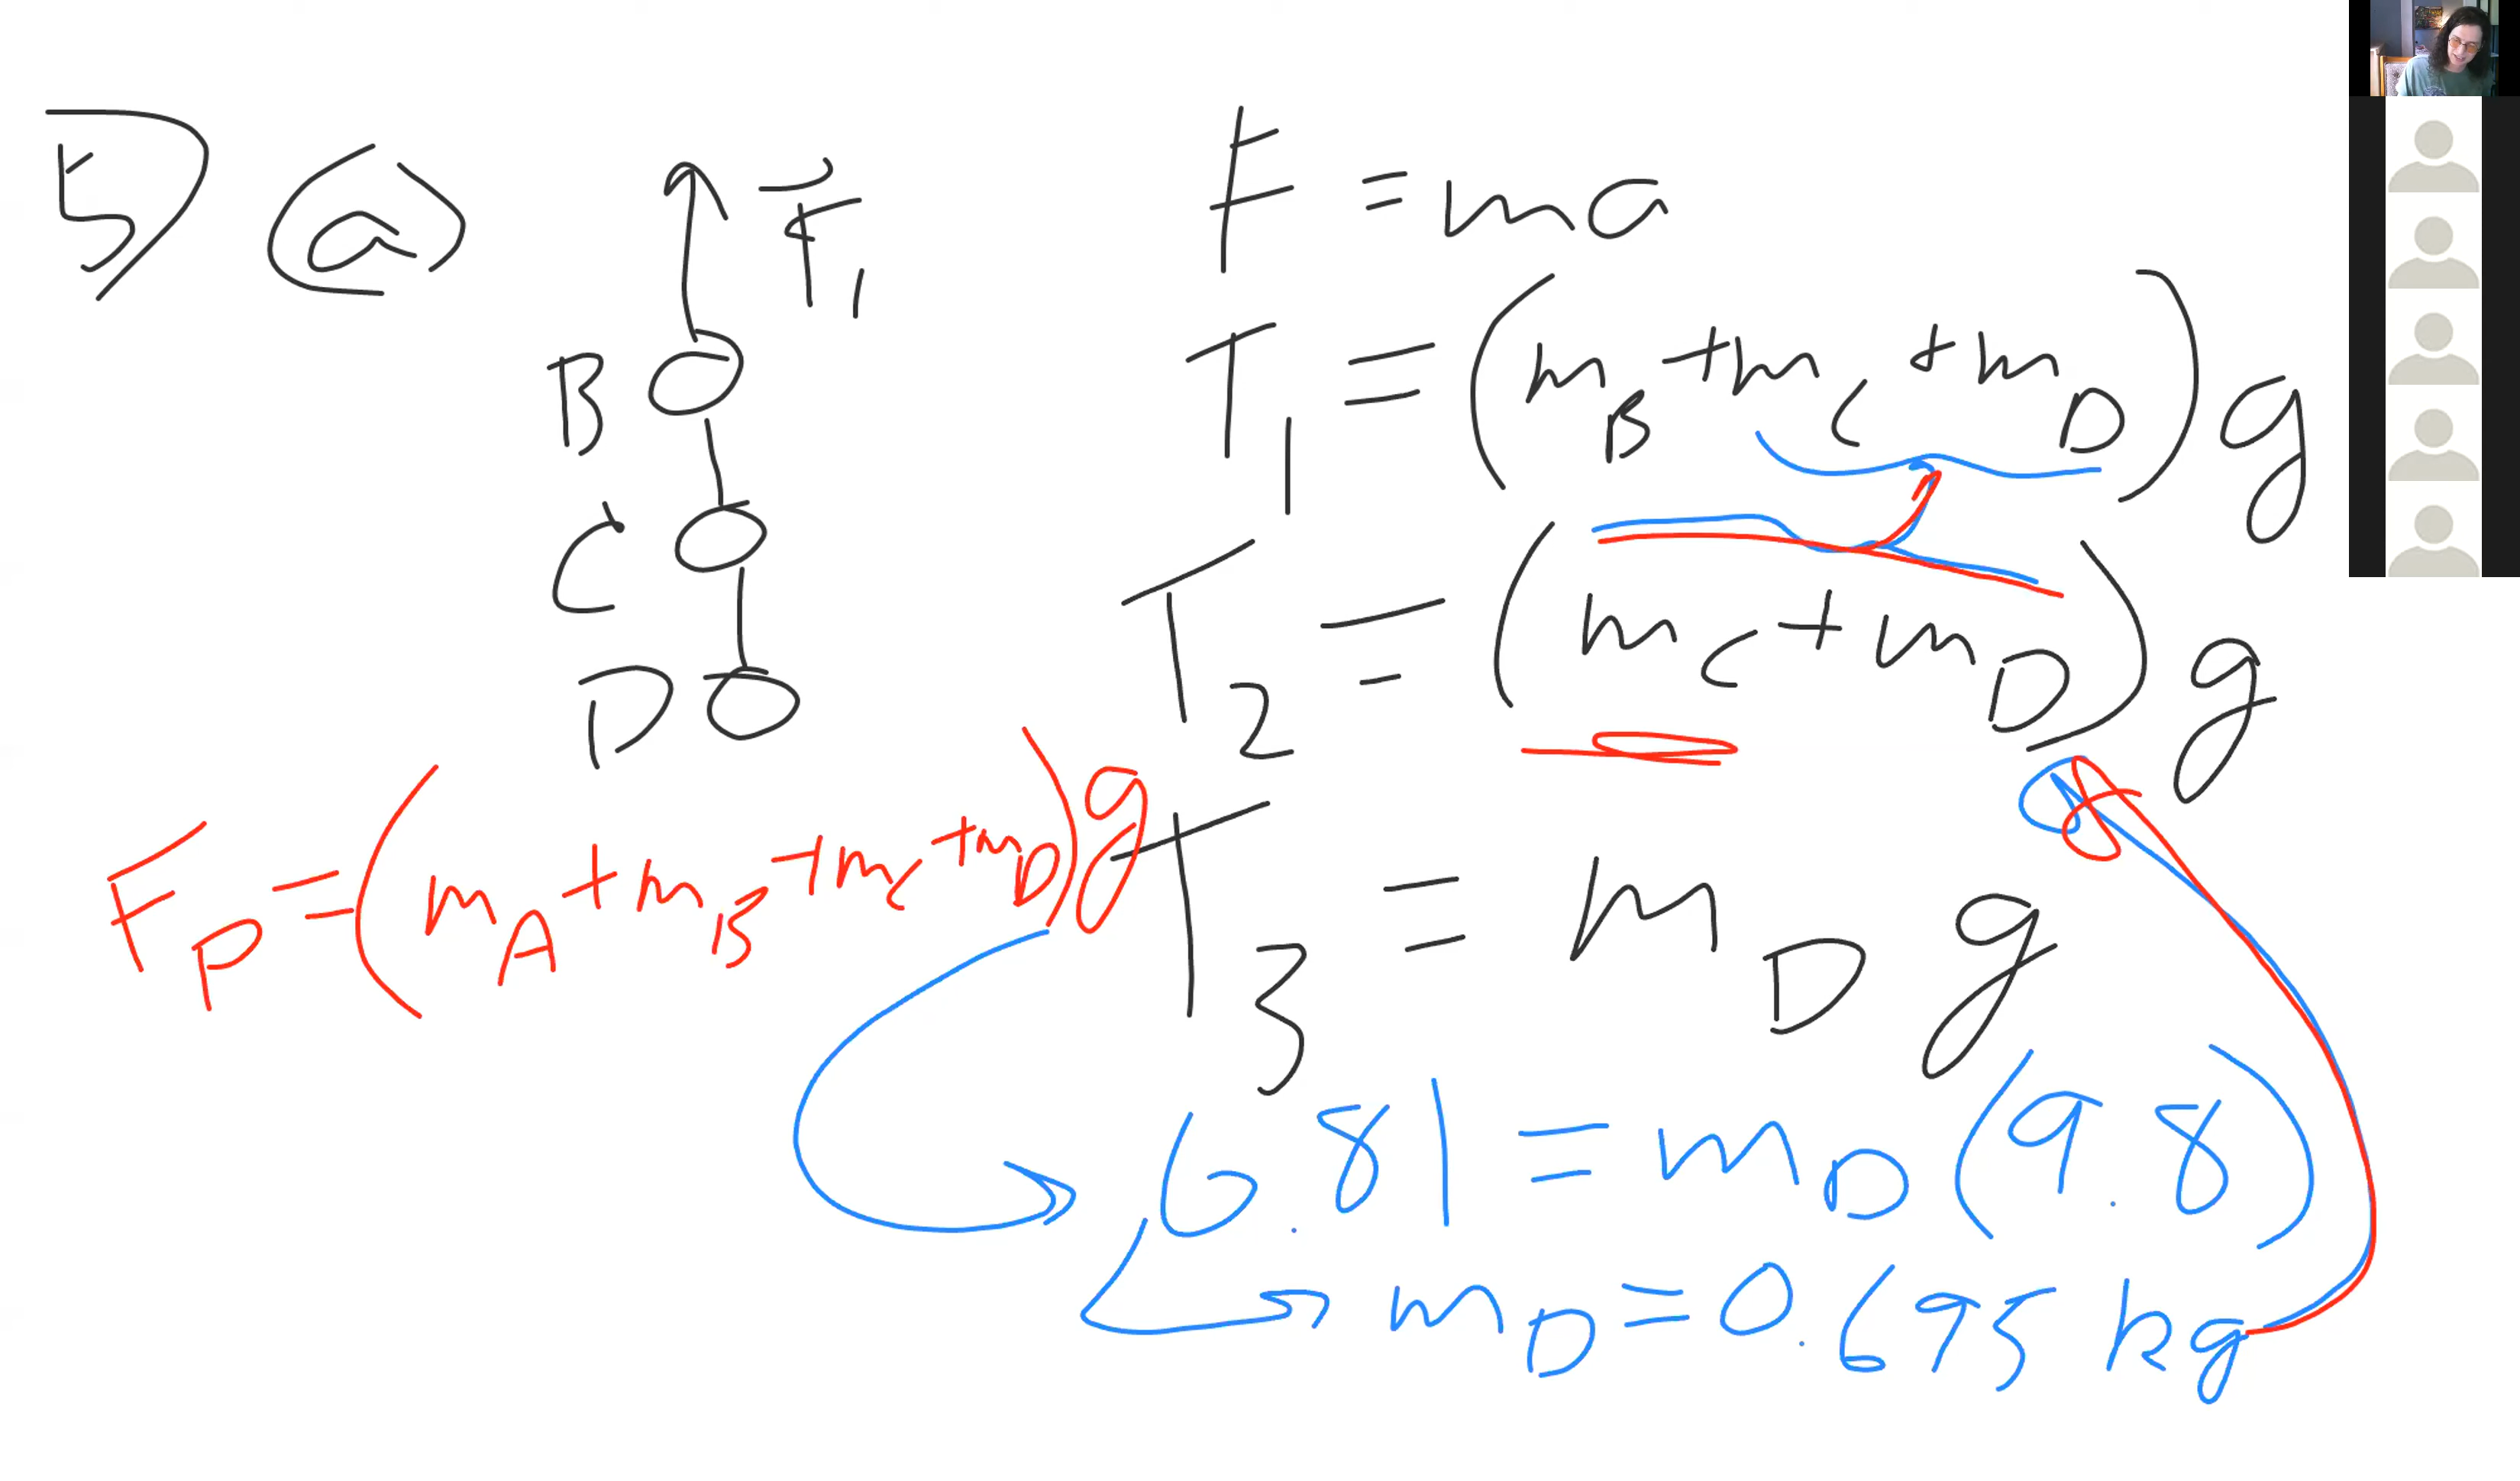 5) (a) T₁ F = ma
B T₁ = (m_B + m_C + m_D) g
C T₂ = (m_C + m_D) g
D
F_P = (m_A + m_B + m_C + m_D) g
T₃ = m_D g
6.81 = m_D (9.8)
m_D = 0.695 kg